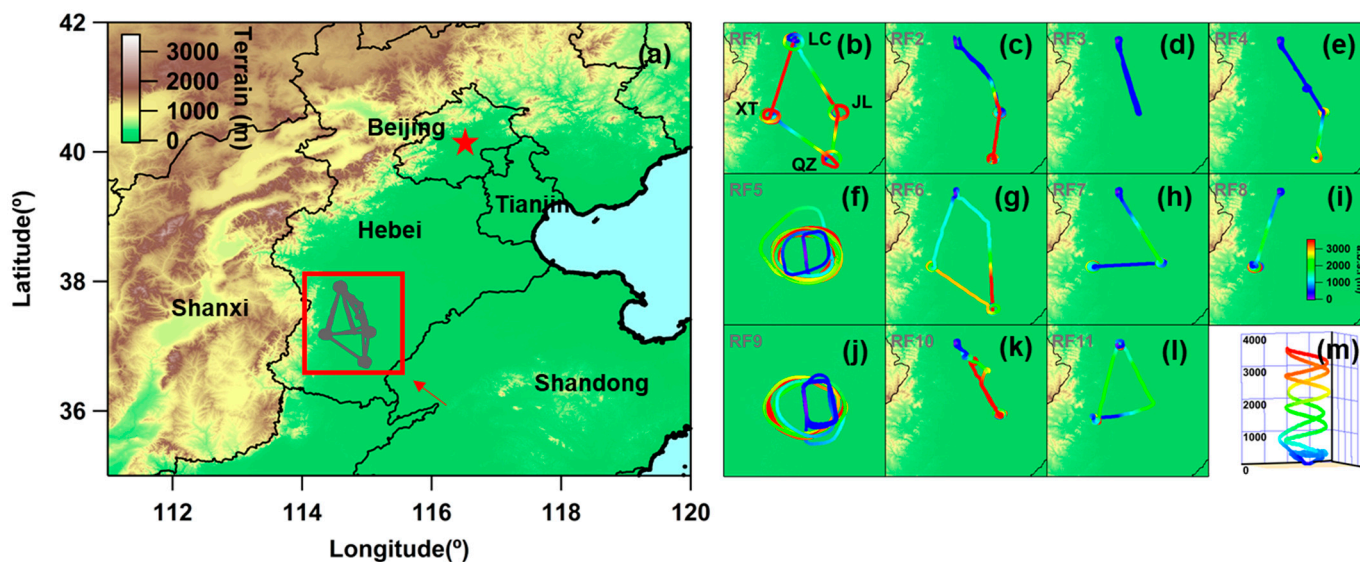 42
40
38
36
Latitude(º)
112
114
116
118
120
Longitude(º)
3000
2000
1000
0
Terrain (m)
(a)
Beijing
Tianjin
Hebei
Shanxi
Shandong
RF1
LC
(b)
XT
JL
QZ
RF2
(c)
RF3
(d)
RF4
(e)
RF5
(f)
RF6
(g)
RF7
(h)
RF8
(i)
3000
2000
1000
0
RF9
(j)
RF10
(k)
RF11
(l)
(m)
4000
3000
2000
1000
0